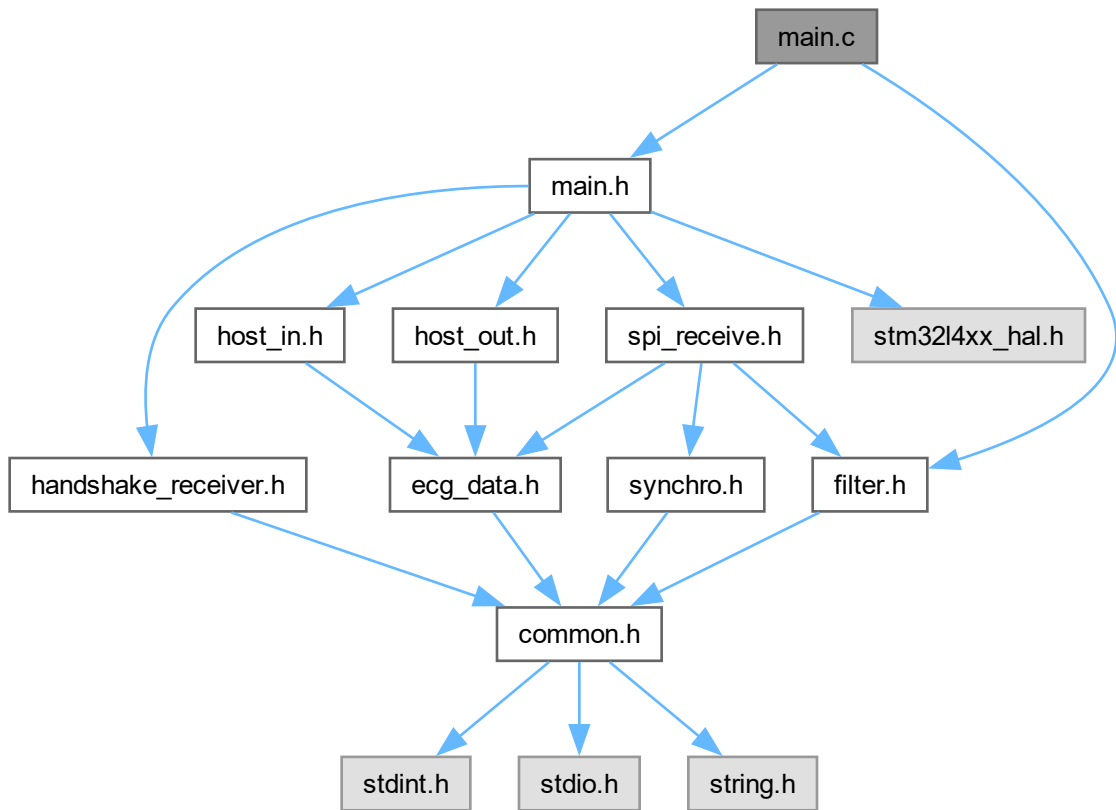 main.c
main.h
host_in.h
host_out.h
spi_receive.h
stm32l4xx_hal.h
handshake_receiver.h
ecg_data.h
synchro.h
filter.h
common.h
stdint.h
stdio.h
string.h